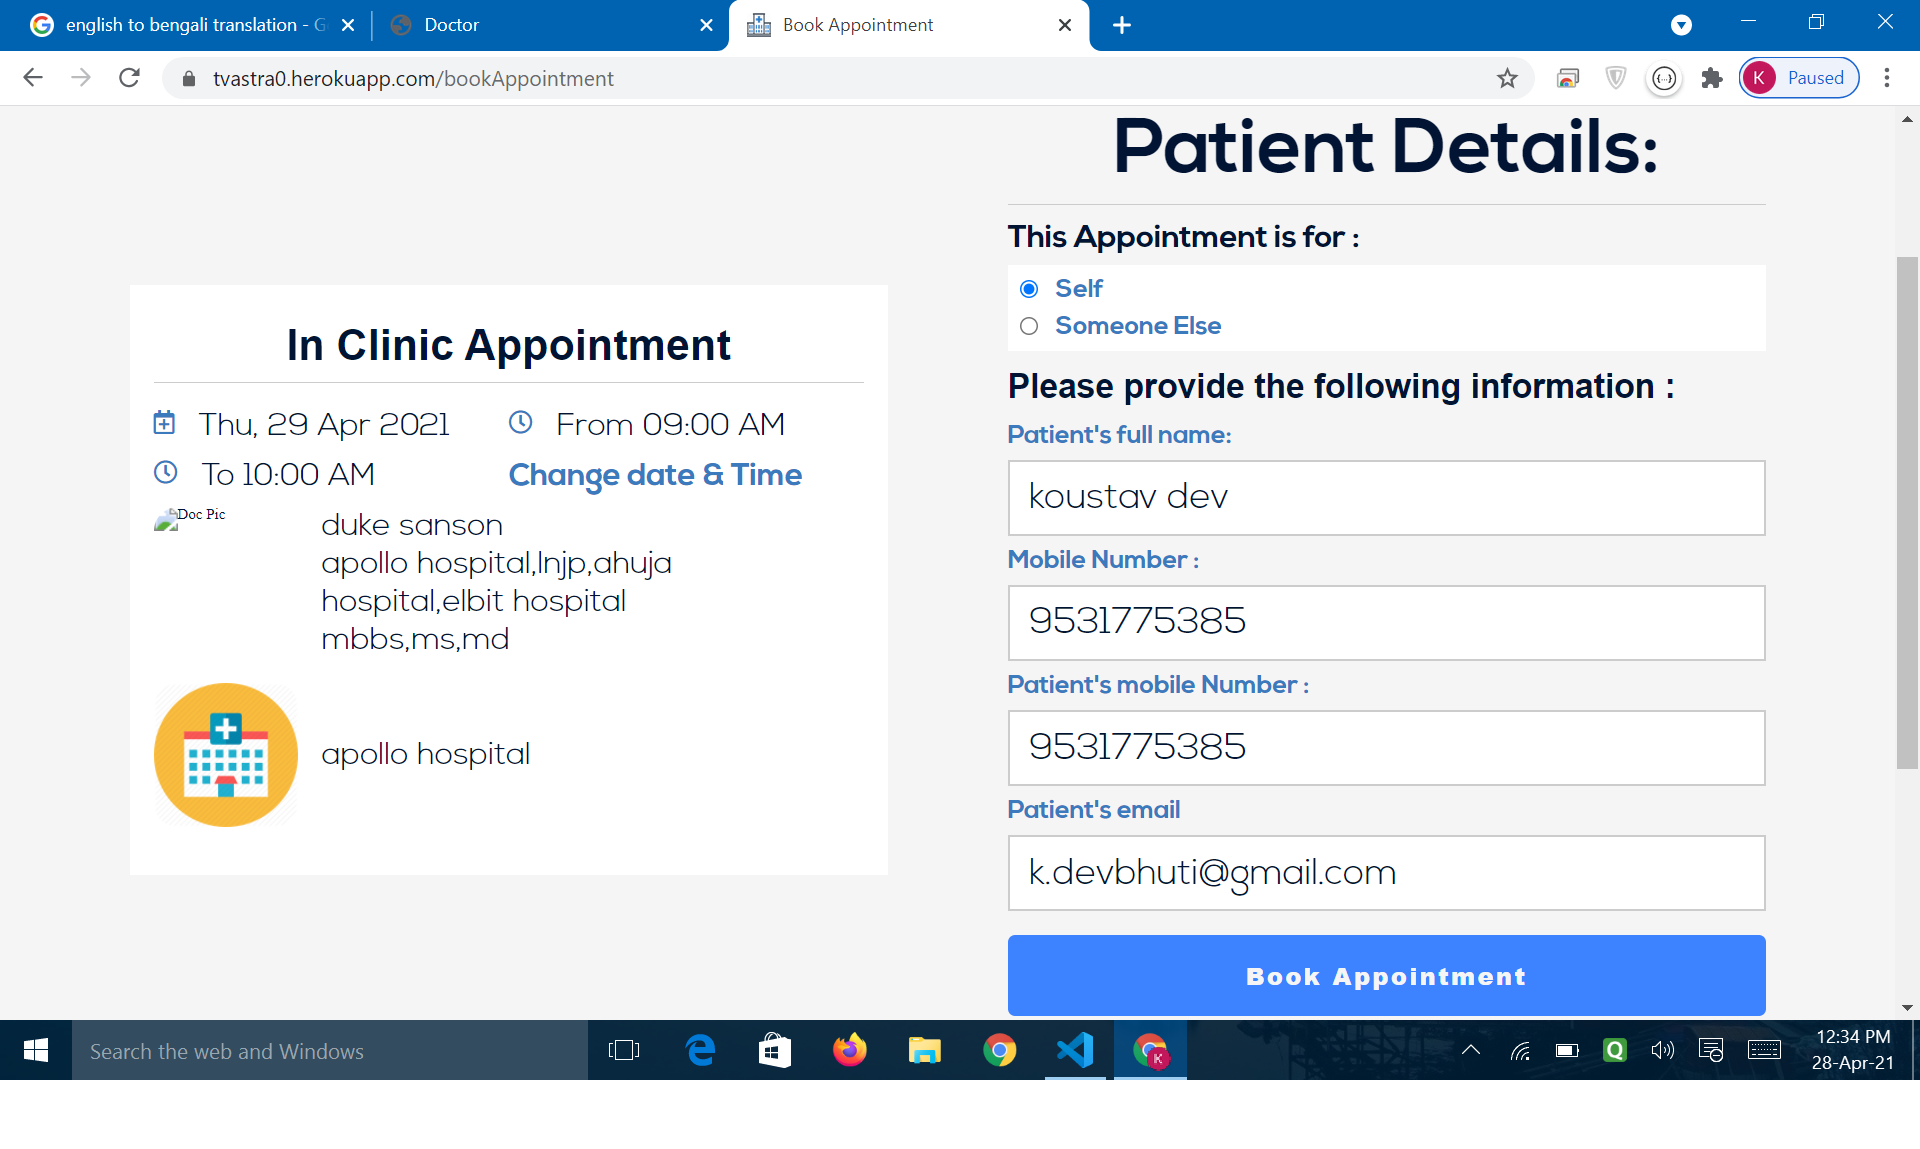 english to bengali translation - G
Doctor
Book Appointment
tvastra0.herokuapp.com/bookAppointment
K
Paused
Patient Details:
This Appointment is for :
Self
Someone Else
In Clinic Appointment
Thu, 29 Apr 2021
From 09:00 AM
To 10:00 AM
Change date & Time
Doc Pic
duke sanson
apollo hospital,lnjp,ahuja
hospital,elbit hospital
mbbs,ms,md
apollo hospital
Please provide the following information :
Patient's full name:
koustav dev
Mobile Number :
9531775385
Patient's mobile Number :
9531775385
Patient's email
k.devbhuti@gmail.com
Book Appointment
Search the web and Windows
K
Q
12:34 PM
28-Apr-21